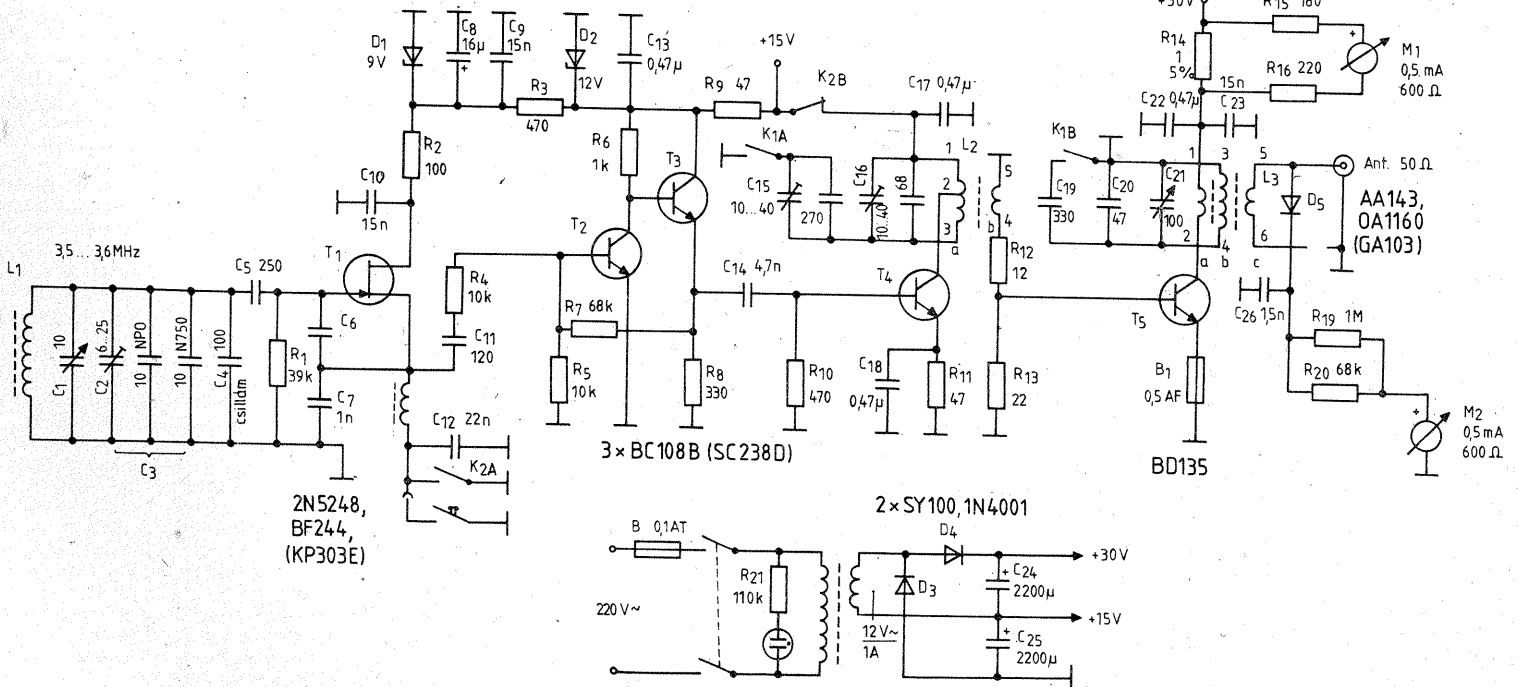 +30V
R15 180
D1
9V
C8
16µ
+
C9
15n
D2
12V
C13
0,47µ
+15V
R14
1
5%
+
M1
0,5 mA
600 Ω
R3
470
R9 47
K2B
C17 0,47µ
R16 220
15n
C22 0,47µ
C23
R2
100
R6
1k
T3
K1A
1
L2
2
3
a
5
4
b
K1B
1
3
5
L3
Ant. 50 Ω
C10
15n
C15
10...40
270
C16
10...40
68
C19
330
C20
47
C21
100
D5
AA143,
OA1160
(GA103)
2
4
6
a
b
c
3,5... 3,6MHz
T1
T2
L1
C5 250
R4
10k
R7 68k
C14 4,7n
T4
R12
12
T5
C26 1,5n
R19 1M
C1 10
C2 6...25
10 NP0
10 N750
C4 100
csilldm
C3
R1
39k
C6
C7
1n
C11
120
R5
10k
R8
330
R10
470
C18
0,47µ
R11
47
R13
22
B1
0,5 AF
R20 68k
+
M2
0,5mA
600 Ω
C12 22n
K2A
3×BC108B (SC238D)
BD135
2N5248,
BF244,
(KP303E)
2×SY100, 1N4001
B 0,1AT
D4
+30V
R21
110k
D3
+
C24
2200µ
220V~
+15V
12V~
1A
+
C25
2200µ